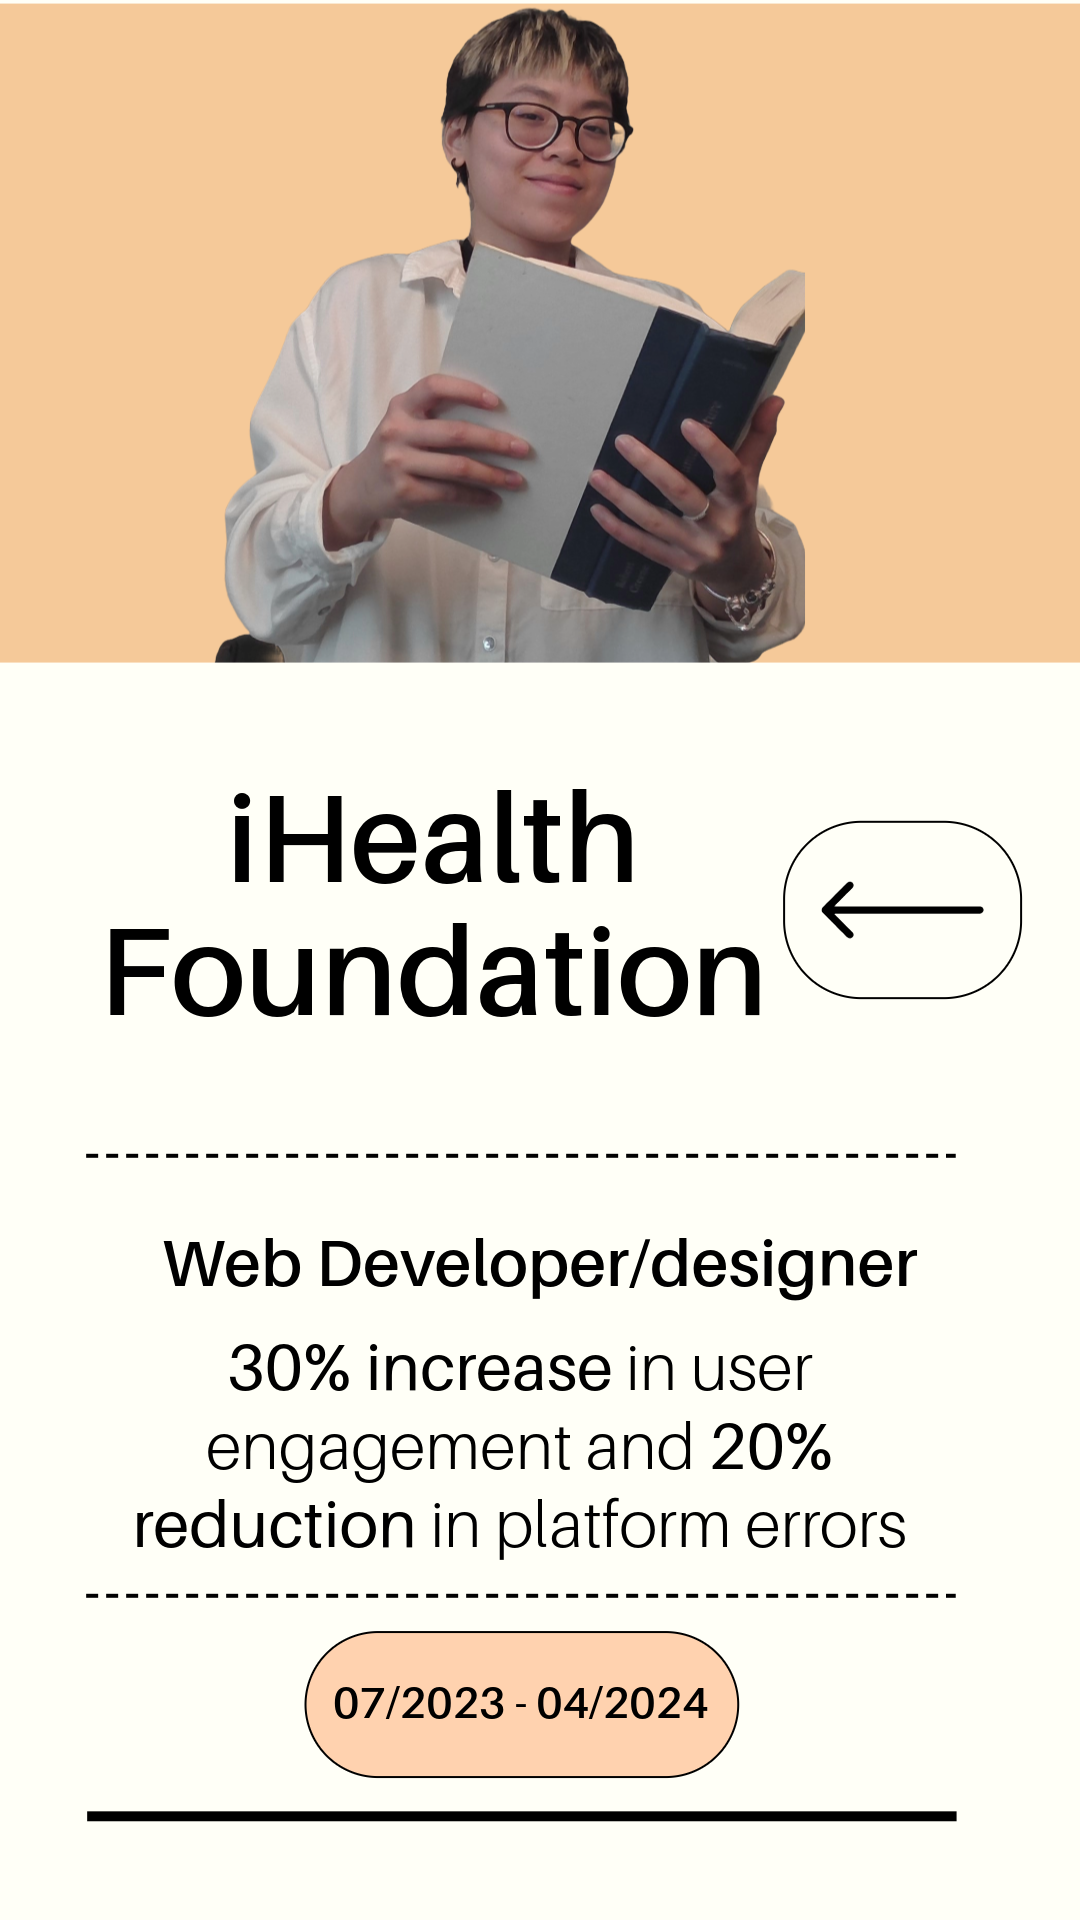 iHealth
Foundation
Web Developer/designer
30% increase in user
engagement and 20%
reduction in platform errors
07/2023 - 04/2024